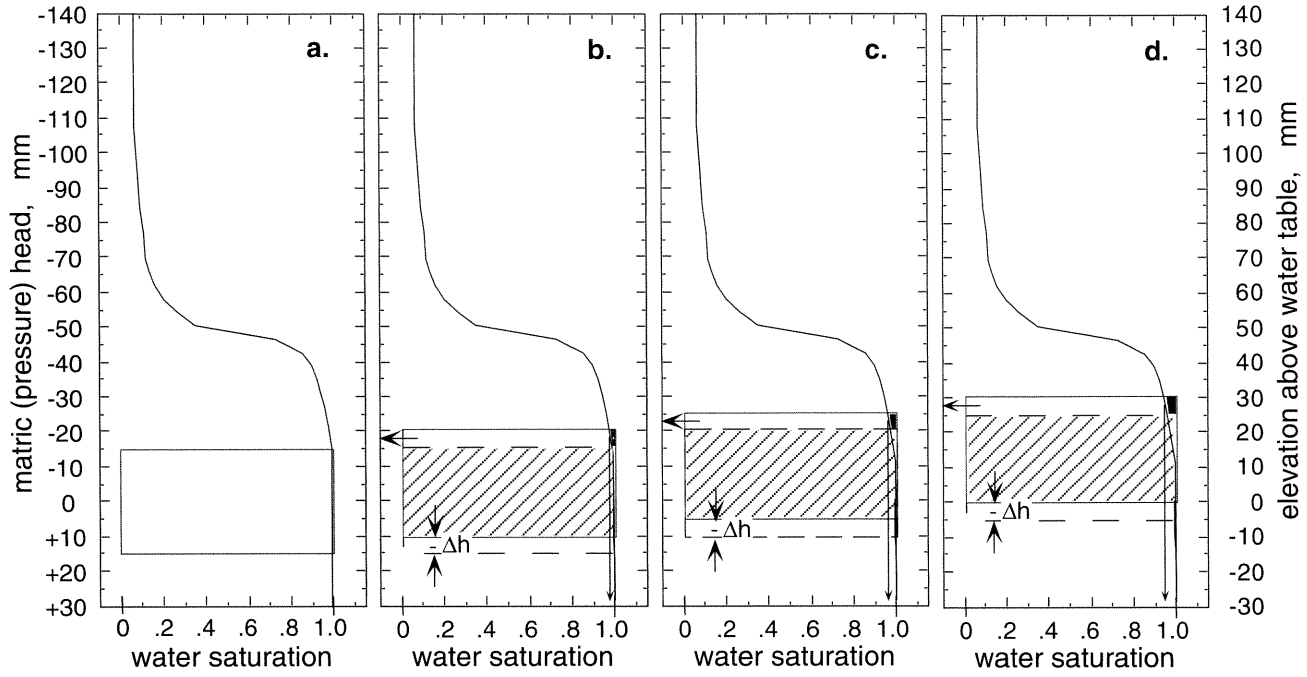 a.
b.
c.
d.
matric (pressure) head, mm
-140
-130
-120
-110
-100
-90
-80
-70
-60
-50
-40
-30
-20
-10
0
+10
+20
+30
140
130
120
110
100
90
80
70
60
50
40
30
20
10
0
-10
-20
-30
elevation above water table, mm
- Δh
- Δh
- Δh
0 .2 .4 .6 .8 1.0
0 .2 .4 .6 .8 1.0
0 .2 .4 .6 .8 1.0
0 .2 .4 .6 .8 1.0
water saturation
water saturation
water saturation
water saturation